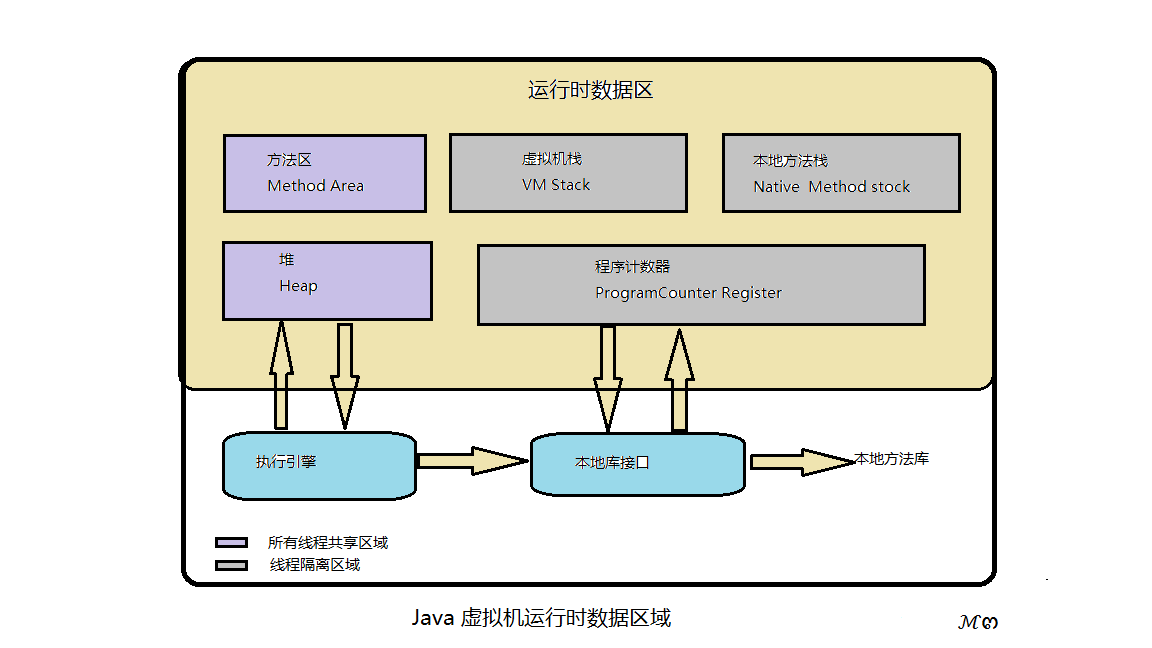 运行时数据区
方法区
Method Area
虚拟机栈
VM Stack
本地方法栈
Native Method stock
堆
Heap
程序计数器
ProgramCounter Register
执行引擎
本地库接口
本地方法库
所有线程共享区域
线程隔离区域
Java 虚拟机运行时数据区域